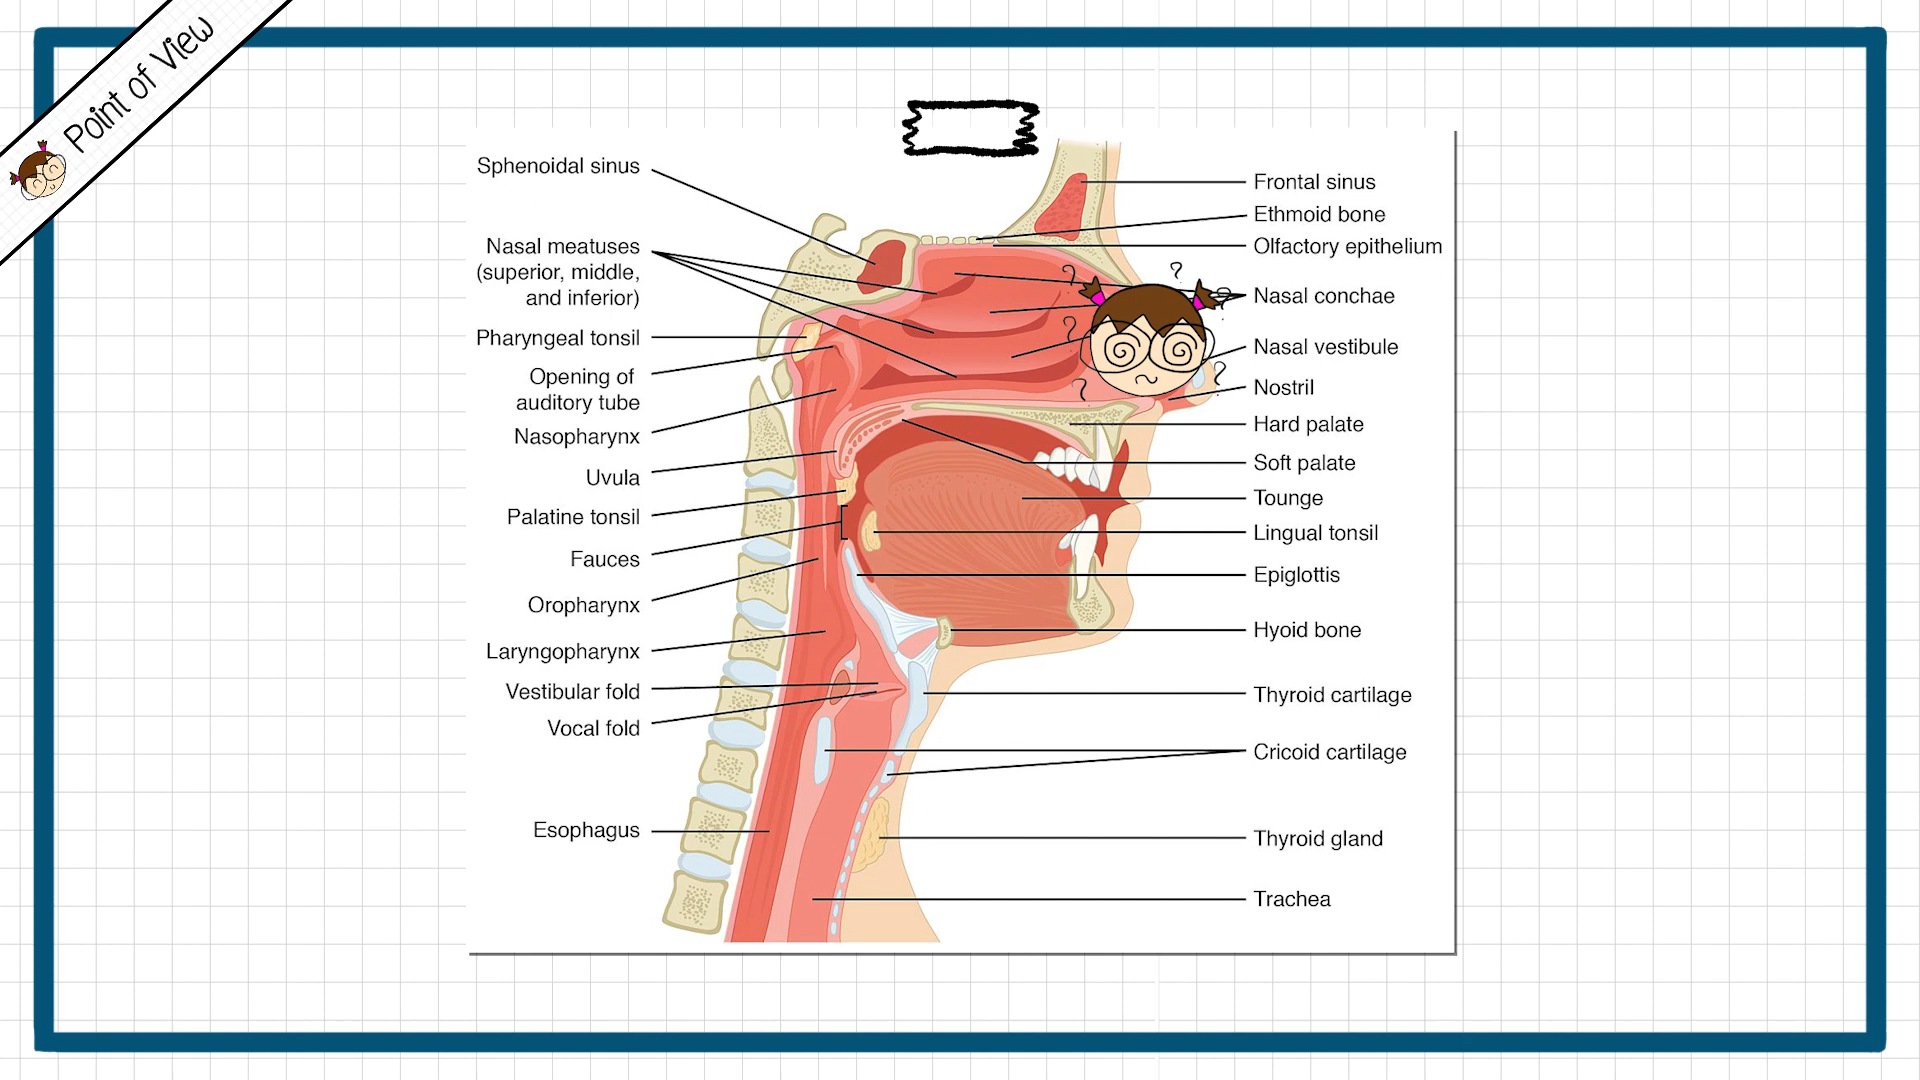 Point of View
Sphenoidal sinus
Nasal meatuses
(superior, middle,
and inferior)
Pharyngeal tonsil
Opening of
auditory tube
Nasopharynx
Uvula
Palatine tonsil
Fauces
Oropharynx
Laryngopharynx
Vestibular fold
Vocal fold
Esophagus
Frontal sinus
Ethmoid bone
Olfactory epithelium
Nasal conchae
Nasal vestibule
Nostril
Hard palate
Soft palate
Tounge
Lingual tonsil
Epiglottis
Hyoid bone
Thyroid cartilage
Cricoid cartilage
Thyroid gland
Trachea
? ? ? ? ? ?